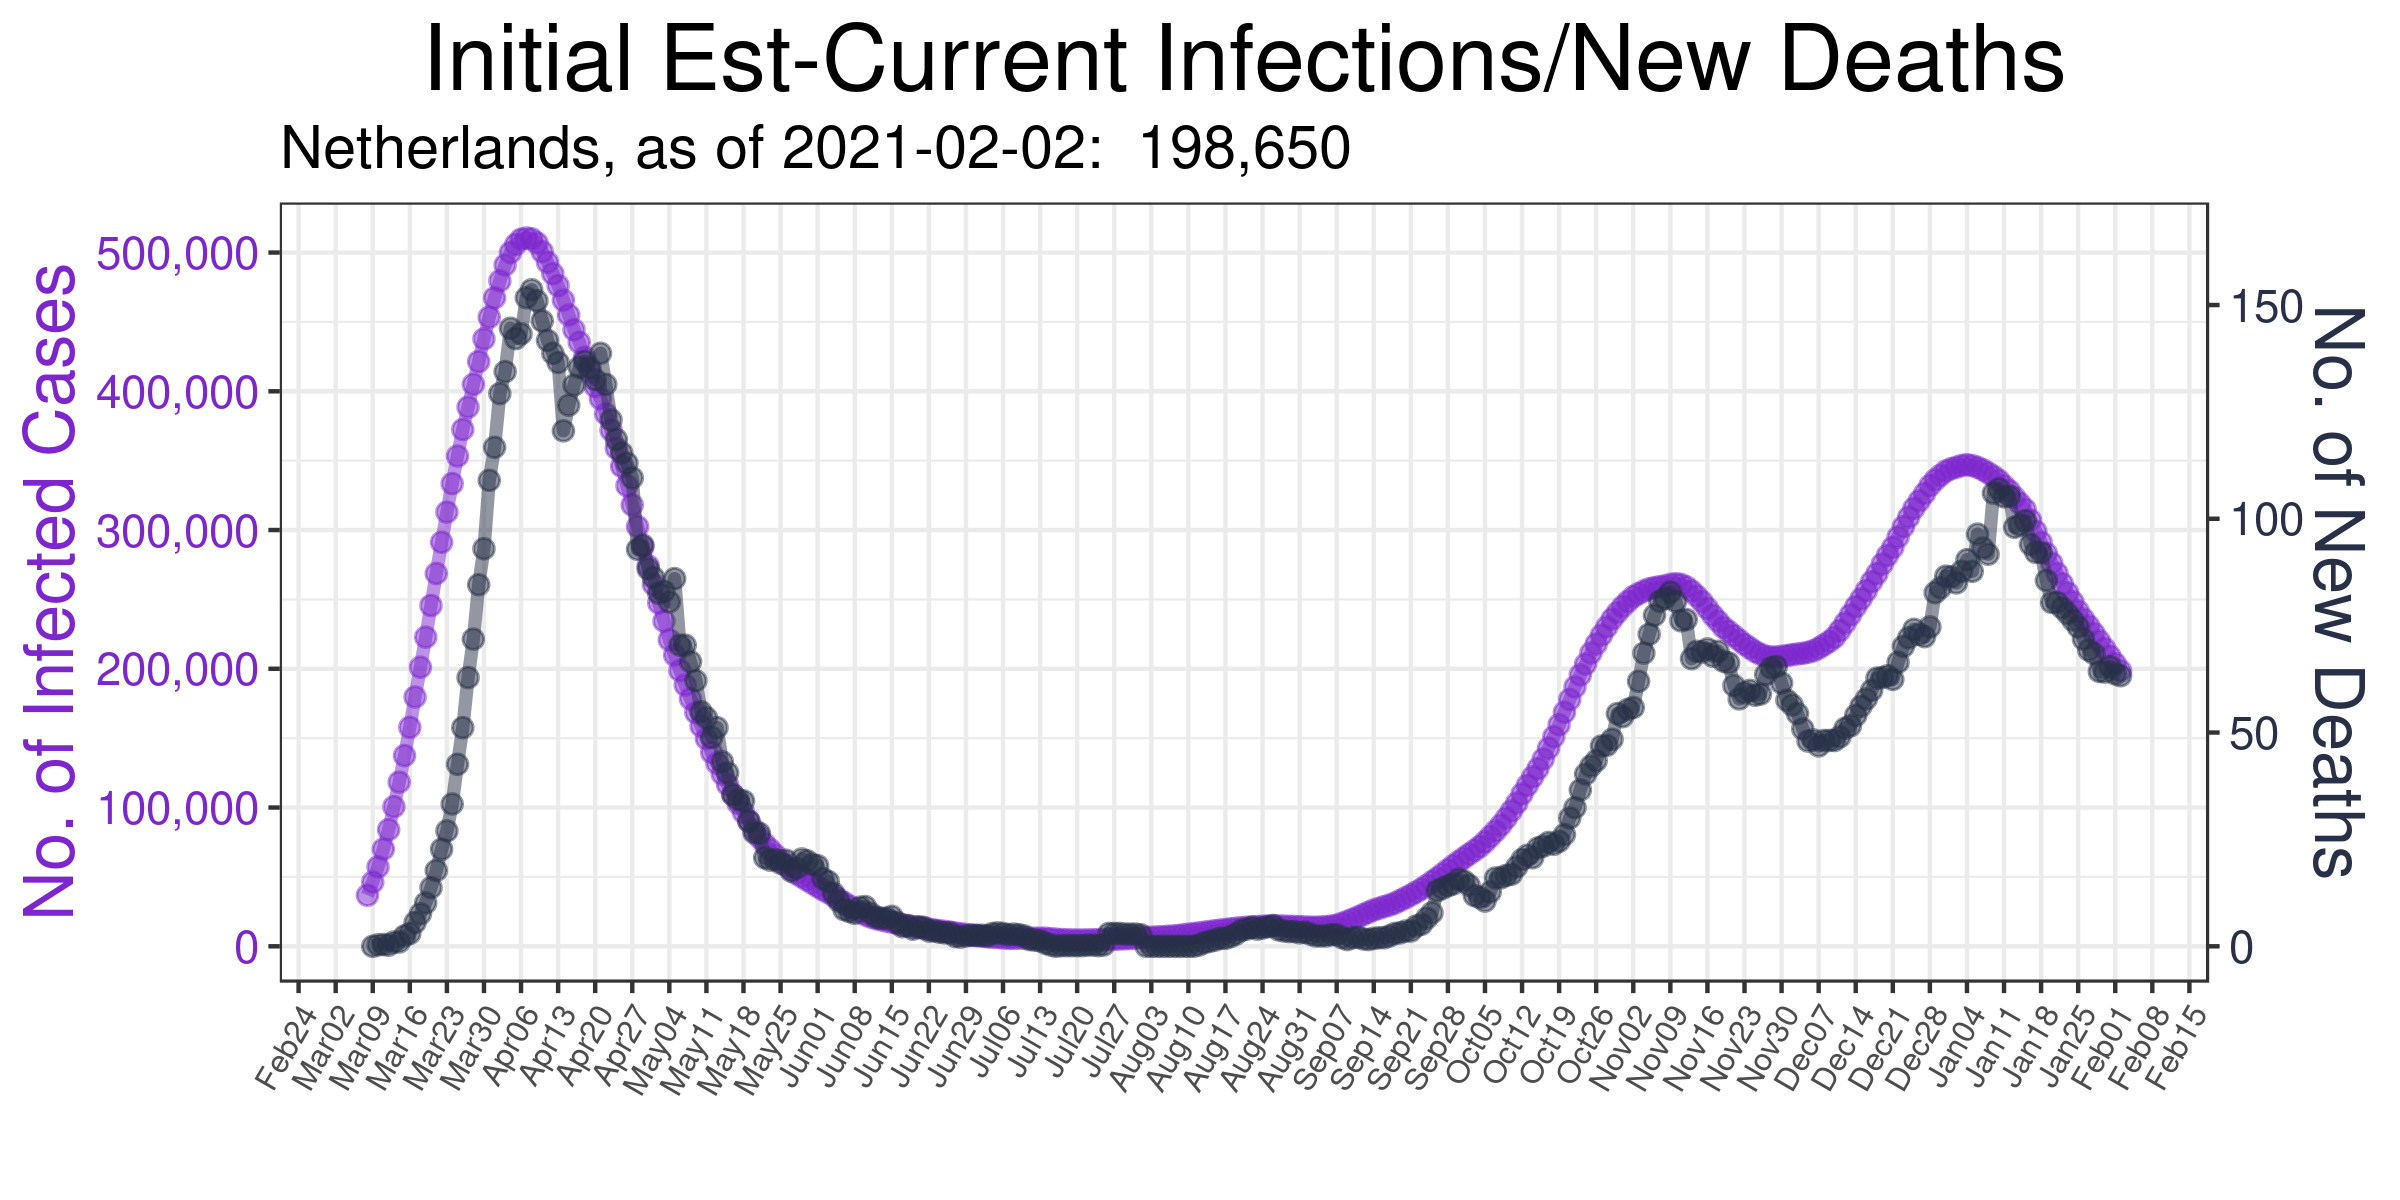 Initial Est-Current Infections/New Deaths
Netherlands, as of 2021-02-02:  198,650
No. of Infected Cases
500,000
400,000
300,000
200,000
100,000
0
150
100
50
0
No. of New Deaths
Feb24
Mar02
Mar09
Mar16
Mar23
Mar30
Apr06
Apr13
Apr20
Apr27
May04
May11
May18
May25
Jun01
Jun08
Jun15
Jun22
Jun29
Jul06
Jul13
Jul20
Jul27
Aug03
Aug10
Aug17
Aug24
Aug31
Sep07
Sep14
Sep21
Sep28
Oct05
Oct12
Oct19
Oct26
Nov02
Nov09
Nov16
Nov23
Nov30
Dec07
Dec14
Dec21
Dec28
Jan04
Jan11
Jan18
Jan25
Feb01
Feb08
Feb15